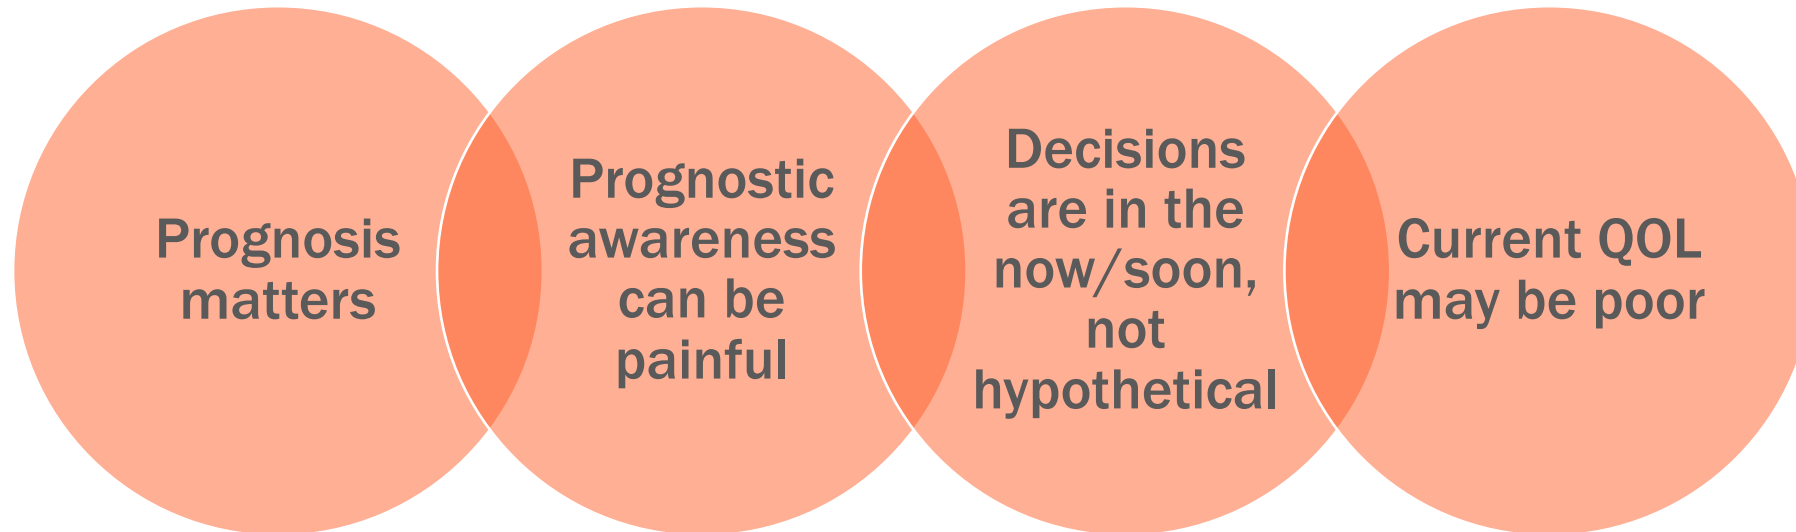 Prognosis
matters
Prognostic
awareness
can be
painful
Decisions
are in the
now/soon,
not
hypothetical
Current QOL
may be poor